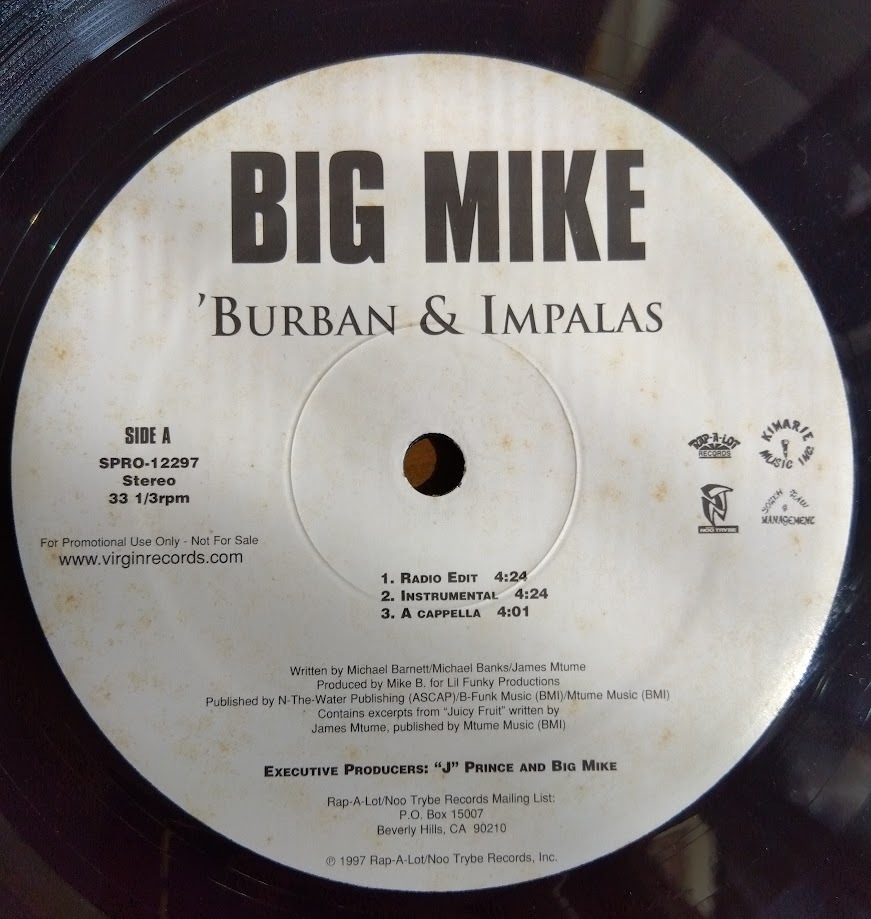 BIG MIKE
’BURBAN & IMPALAS
SIDE A
SPRO-12297
Stereo
33 1/3rpm
For Promotional Use Only - Not For Sale
www.virginrecords.com
RAP-A-LOT
RECORDS
KIMARIE
MUSIC INC.
NOO TRYBE
MANAGEMENT
1. RADIO EDIT 4:24
2. INSTRUMENTAL 4:24
3. A CAPPELLA 4:01
Written by Michael Barnett/Michael Banks/James Mtume
Produced by Mike B. for Lil Funky Productions
Published by N-The-Water Publishing (ASCAP)/B-Funk Music (BMI)/Mtume Music (BMI)
Contains excerpts from “Juicy Fruit” written by
James Mtume, published by Mtume Music (BMI)
EXECUTIVE PRODUCERS: “J” PRINCE AND BIG MIKE
Rap-A-Lot/Noo Trybe Records Mailing List:
P.O. Box 15007
Beverly Hills, CA 90210
℗ 1997 Rap-A-Lot/Noo Trybe Records, Inc.